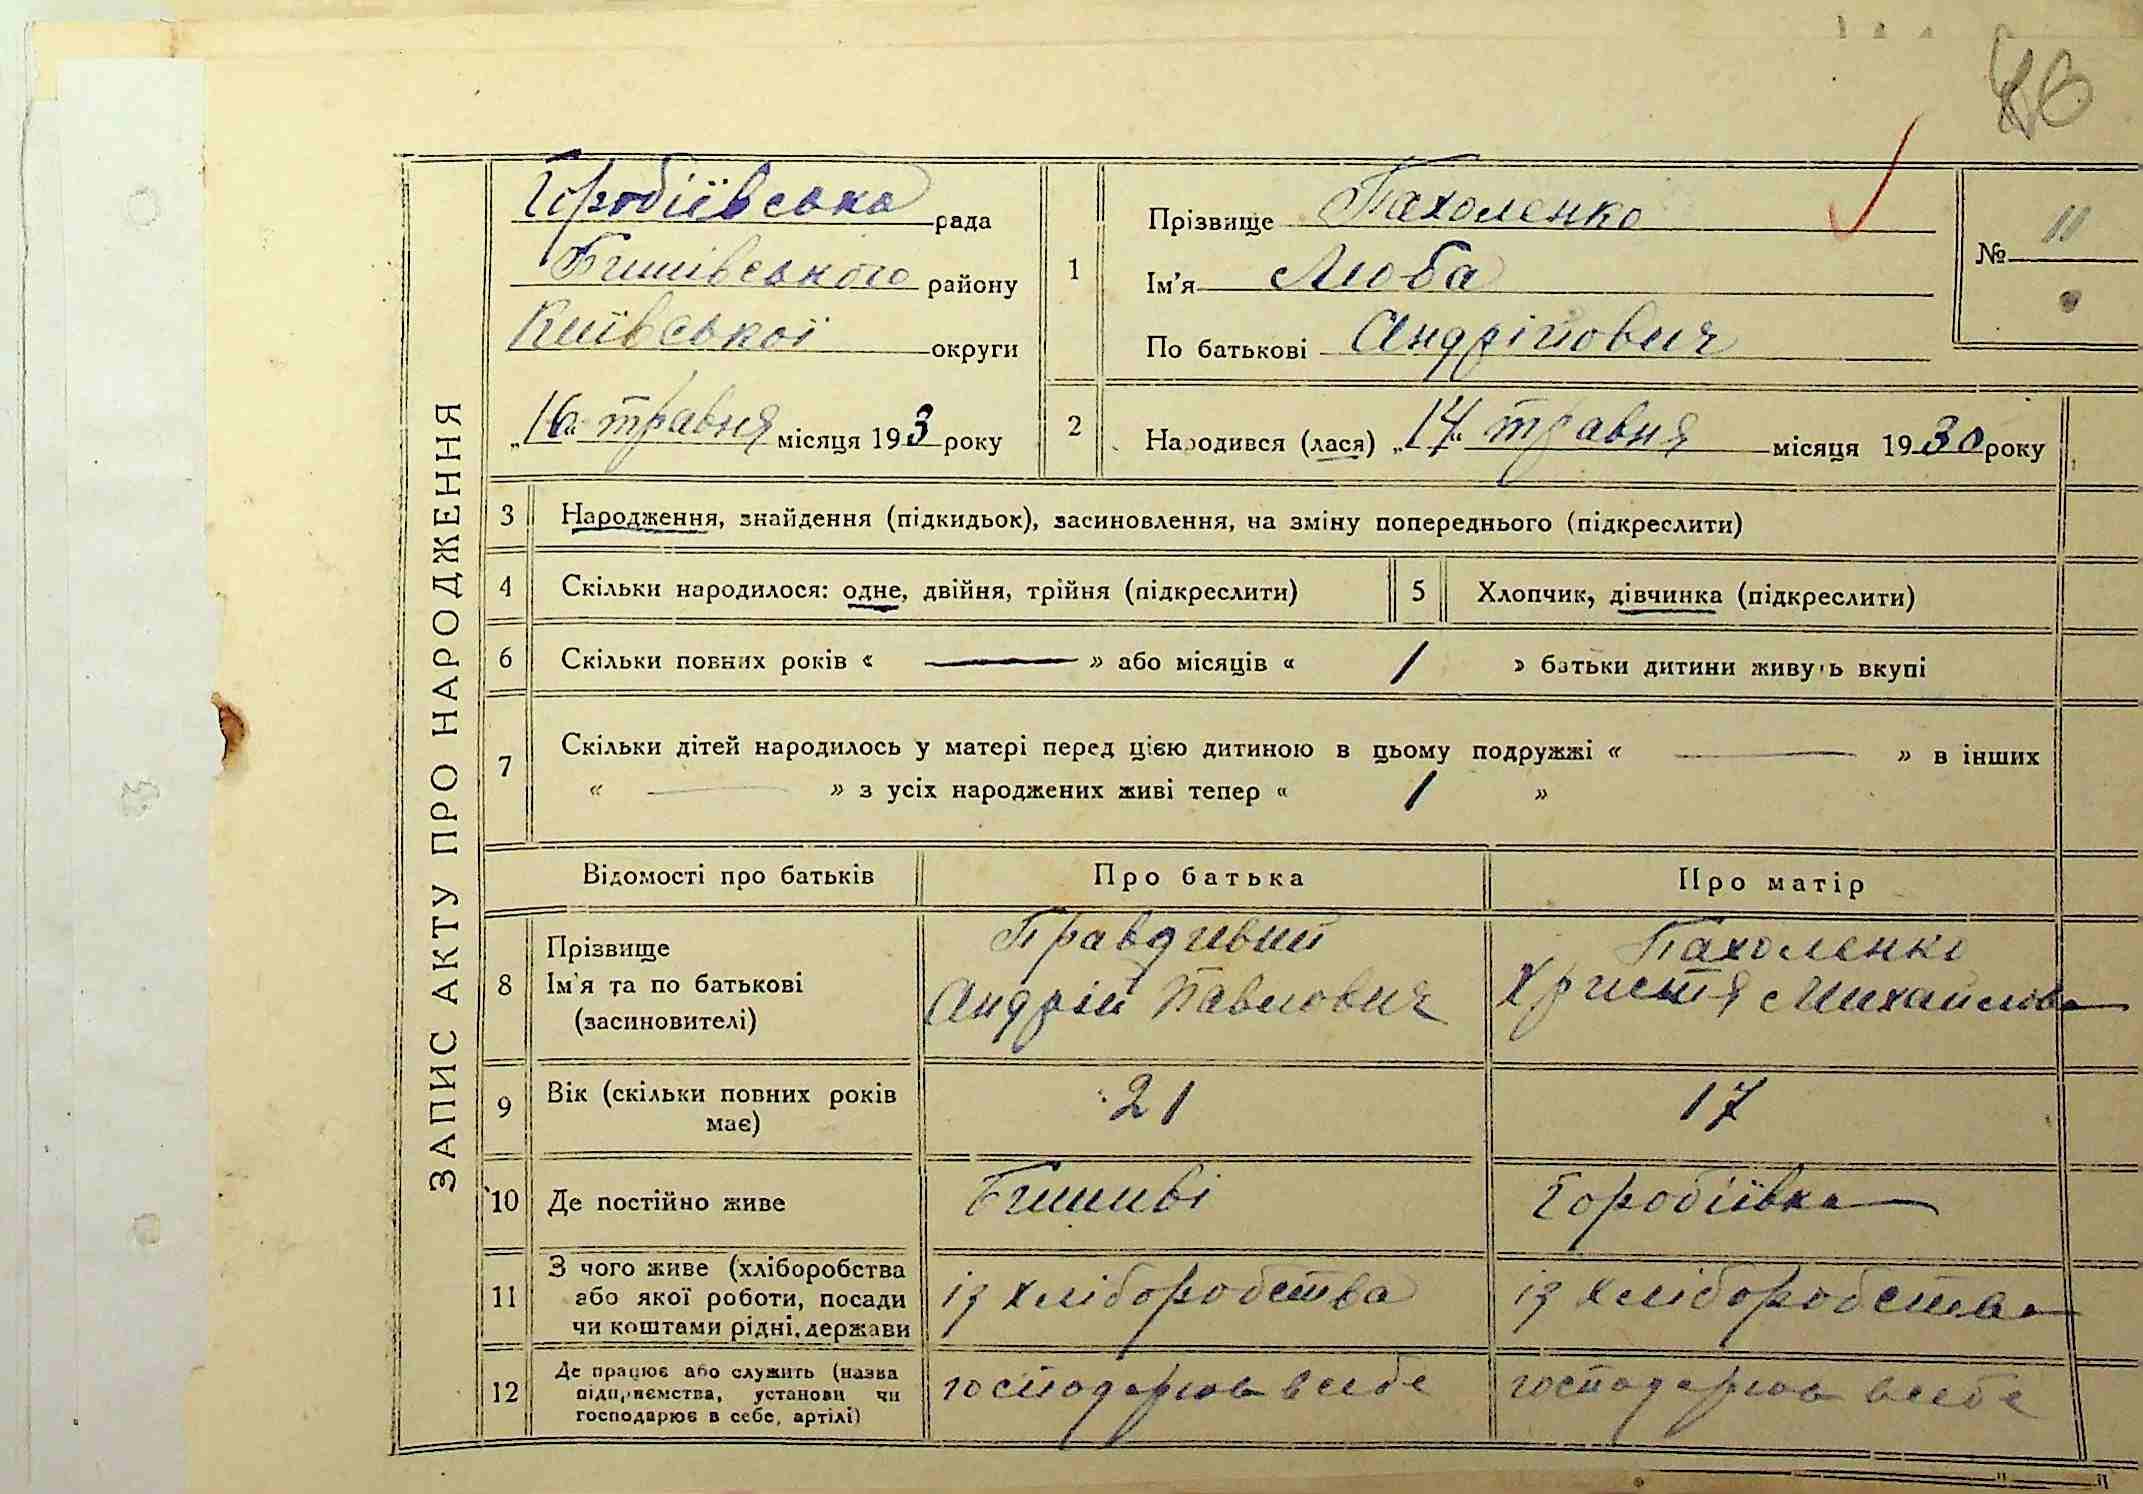 ЗАПИС АКТУ ПРО НАРОДЖЕННЯ
Горобіївська рада
Бишівського району
Київської округи
„16“ травня місяця 193 року
1
Прізвище Пахоленко
Ім'я Люба
По батькові Андрійович
№ 11
2
Народився (лася) „14“ травня місяця 1930 року
3 Народження, знайдення (підкидьок), засиновлення, на зміну попереднього (підкреслити)
4 Скільки народилося: одне, двійня, трійня (підкреслити)
5 Хлопчик, дівчинка (підкреслити)
6 Скільки повних років « — » або місяців « 1 » батьки дитини живуть вкупі
7 Скільки дітей народилось у матері перед цією дитиною в цьому подружжі « — » в інших
« — » з усіх народжених живі тепер « 1 »
Відомості про батьків Про батька Про матір
8 Прізвище
Ім'я та по батькові
(засиновителі)
Правдивий
Андрій Павлович
Пахоленко
Христя Михайлова
9 Вік (скільки повних років
має)
21
17
10 Де постійно живе
Бишиві
Горобіївка
11 З чого живе (хліборобства
або якої роботи, посади
чи коштами рідні, держави
із хліборобства
із хліборобства
12 Де працює або служить (назва
підприємства, установи чи
господарює в себе, артілі)
господарює в себе
господарює в себе